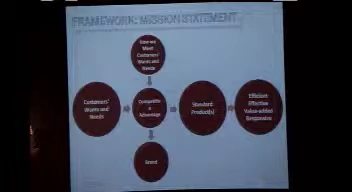 FRAMEWORK: MISSION STATEMENT
How we
Meet
Customers'
Wants and
Needs
Customers'
Wants and
Needs
Competitiv
e
Advantage
Standard
Product(s)
Efficient
Effective
Value-added
Responsive
Brand